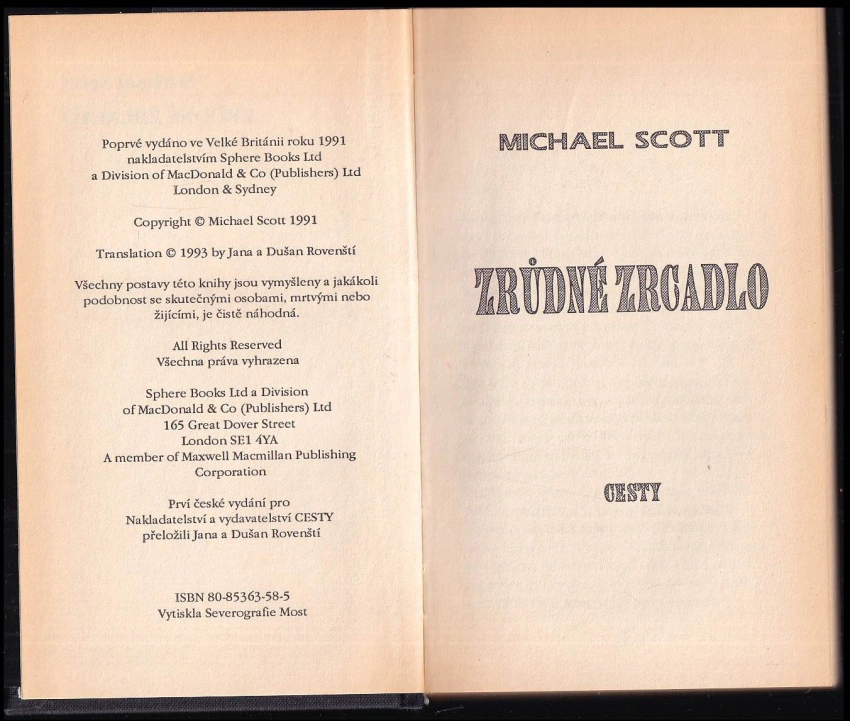 Poprvé vydáno ve Velké Británii roku 1991
nakladatelstvím Sphere Books Ltd
a Division of MacDonald & Co (Publishers) Ltd
London & Sydney
Copyright © Michael Scott 1991
Translation © 1993 by Jana a Dušan Rovenští
Všechny postavy této knihy jsou vymyšleny a jakákoli
podobnost se skutečnými osobami, mrtvými nebo
žijícími, je čistě náhodná.
All Rights Reserved
Všechna práva vyhrazena
Sphere Books Ltd a Division
of MacDonald & Co (Publishers) Ltd
165 Great Dover Street
London SE1 4YA
A member of Maxwell Macmillan Publishing
Corporation
Prví české vydání pro
Nakladatelství a vydavatelství CESTY
přeložili Jana a Dušan Rovenští
ISBN 80-85363-58-5
Vytiskla Severografie Most
MICHAEL SCOTT
ZRŮDNÉ ZRCADLO
CESTY